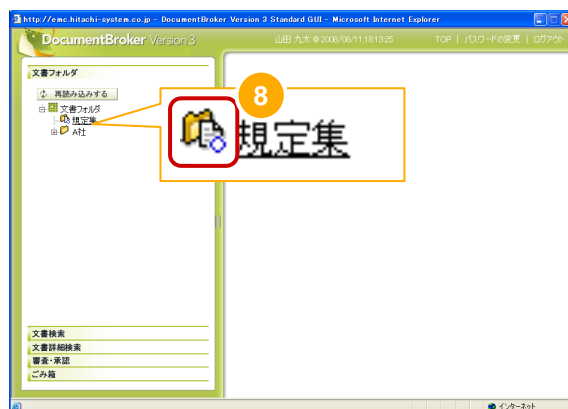 http://emc.hitachi-system.co.jp - DocumentBroker Version 3 Standard GUI - Microsoft Internet Explorer
DocumentBroker Version 3
山田 九太 @ 2008/08/11,18:13:25 TOP | パスワードの変更 | ログアウト
文書フォルダ
再読み込みする
文書フォルダ
規定集
A社
8
規定集
文書検索
文書詳細検索
審査・承認
ごみ箱
インターネット